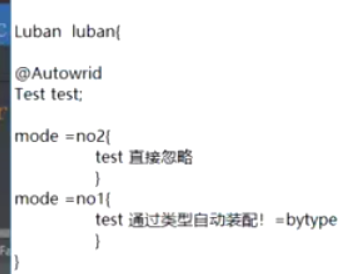 Luban luban{
@Autowrid
Test test;
mode =no2{
test 直接忽略
}
mode =no1{
test 通过类型自动装配！=bytype
}
}